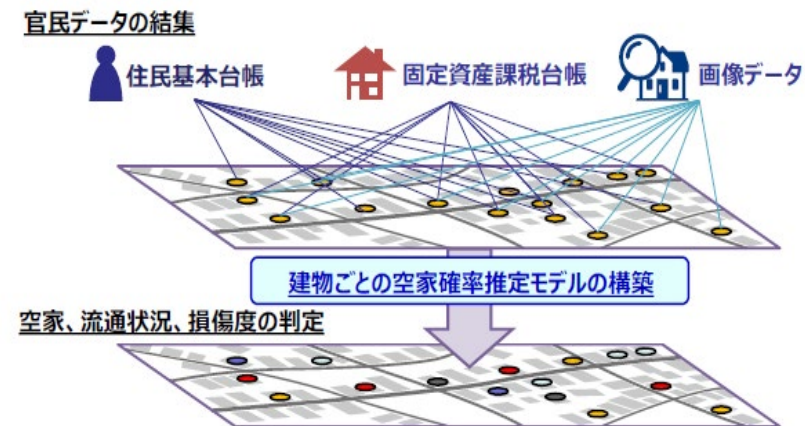 官民データの結集
住民基本台帳
固定資産課税台帳
画像データ
建物ごとの空家確率推定モデルの構築
空家、流通状況、損傷度の判定